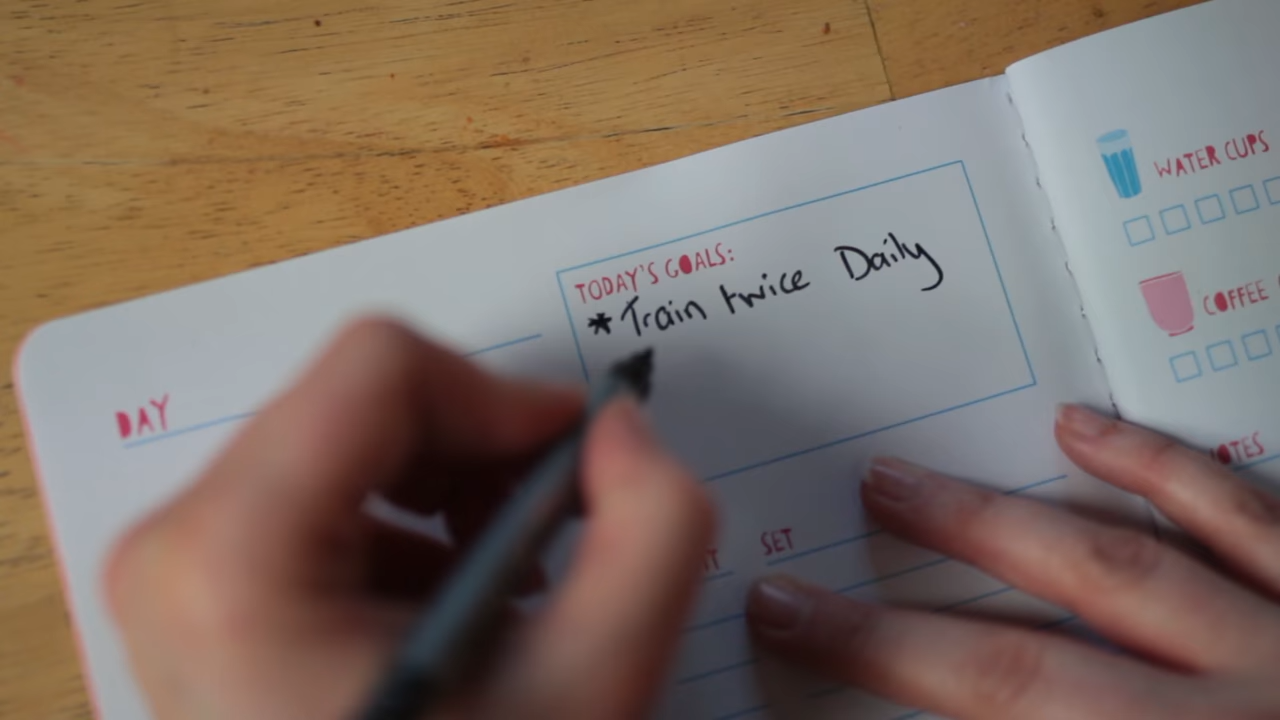 TODAY'S GOALS:
* Train twice Daily
DAY
SET
WATER CUPS
COFFEE